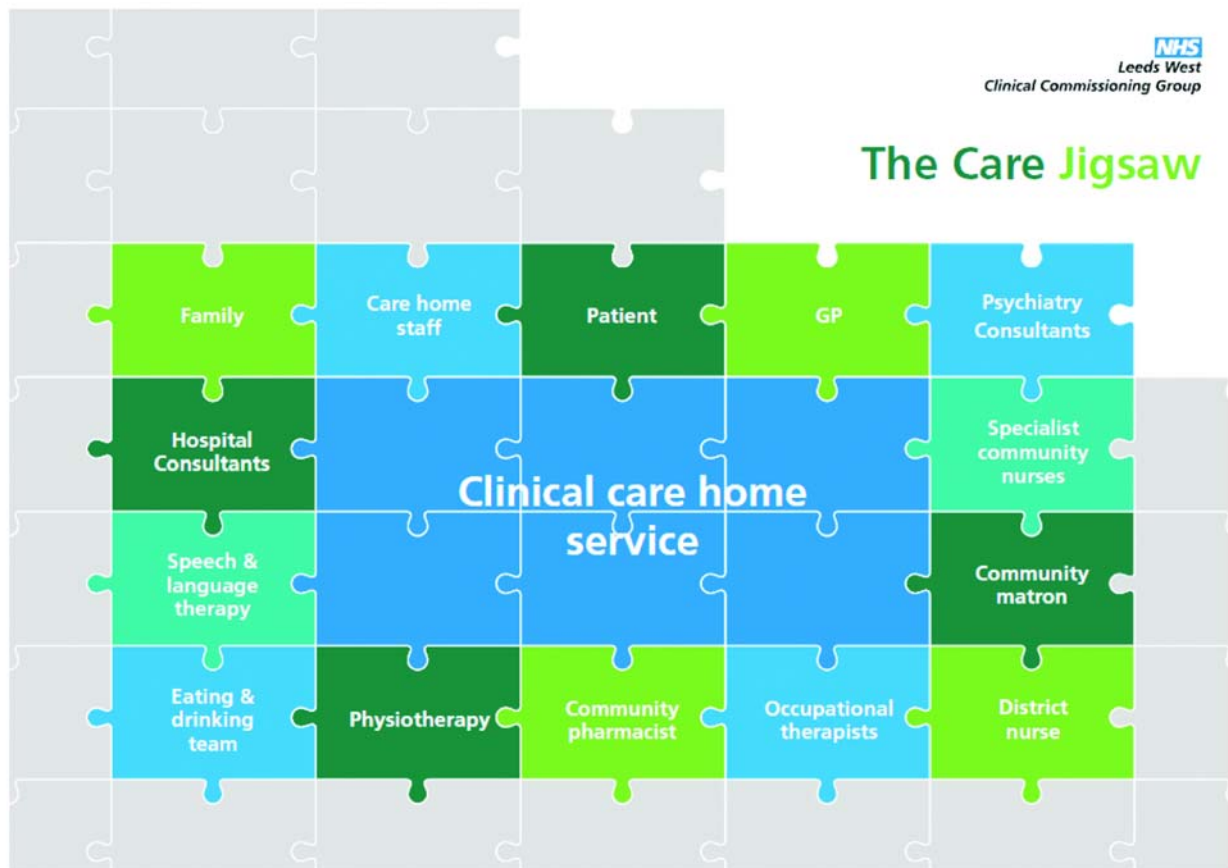 NHS
Leeds West
Clinical Commissioning Group
The Care Jigsaw
Family
Care home
staff
Patient
GP
Psychiatry
Consultants
Hospital
Consultants
Clinical care home
service
Specialist
community
nurses
Speech &
language
therapy
Community
matron
Eating &
drinking
team
Physiotherapy
Community
pharmacist
Occupational
therapists
District
nurse